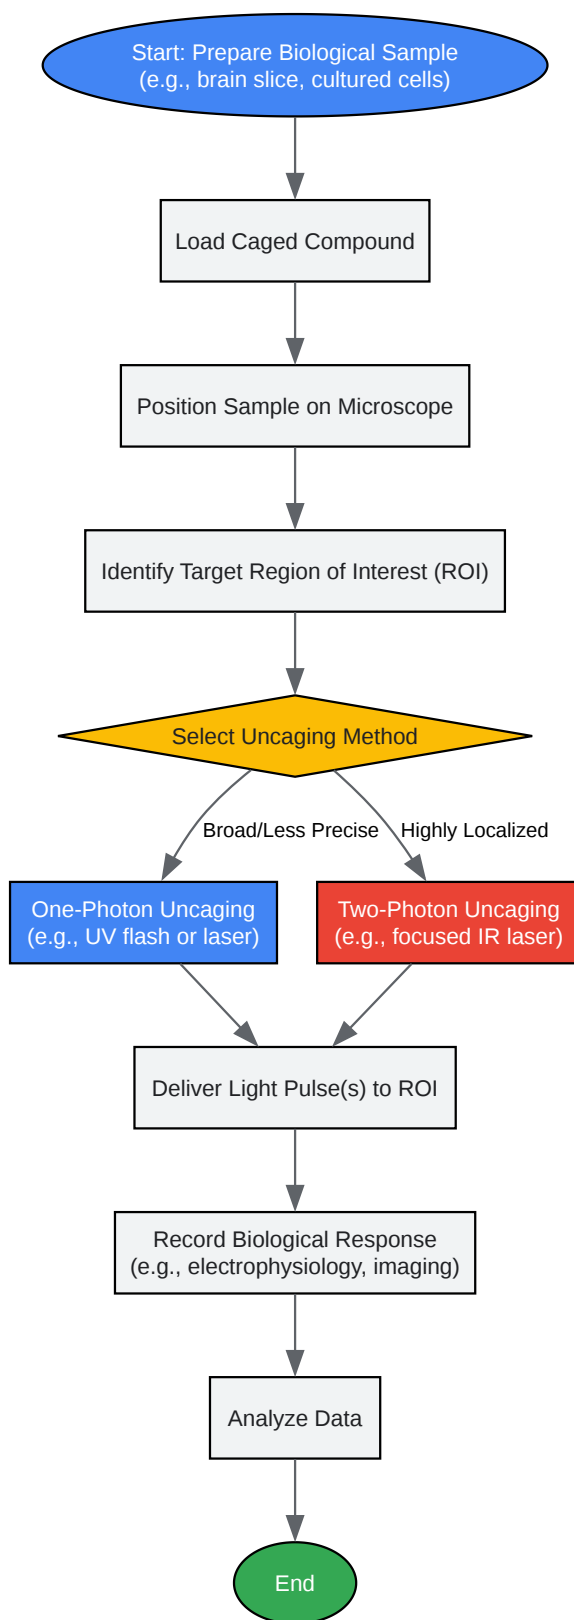 Start: Prepare Biological Sample
(e.g., brain slice, cultured cells)
Load Caged Compound
Position Sample on Microscope
Identify Target Region of Interest (ROI)
Select Uncaging Method
Broad/Less Precise
Highly Localized
One-Photon Uncaging
(e.g., UV flash or laser)
Two-Photon Uncaging
(e.g., focused IR laser)
Deliver Light Pulse(s) to ROI
Record Biological Response
(e.g., electrophysiology, imaging)
Analyze Data
End